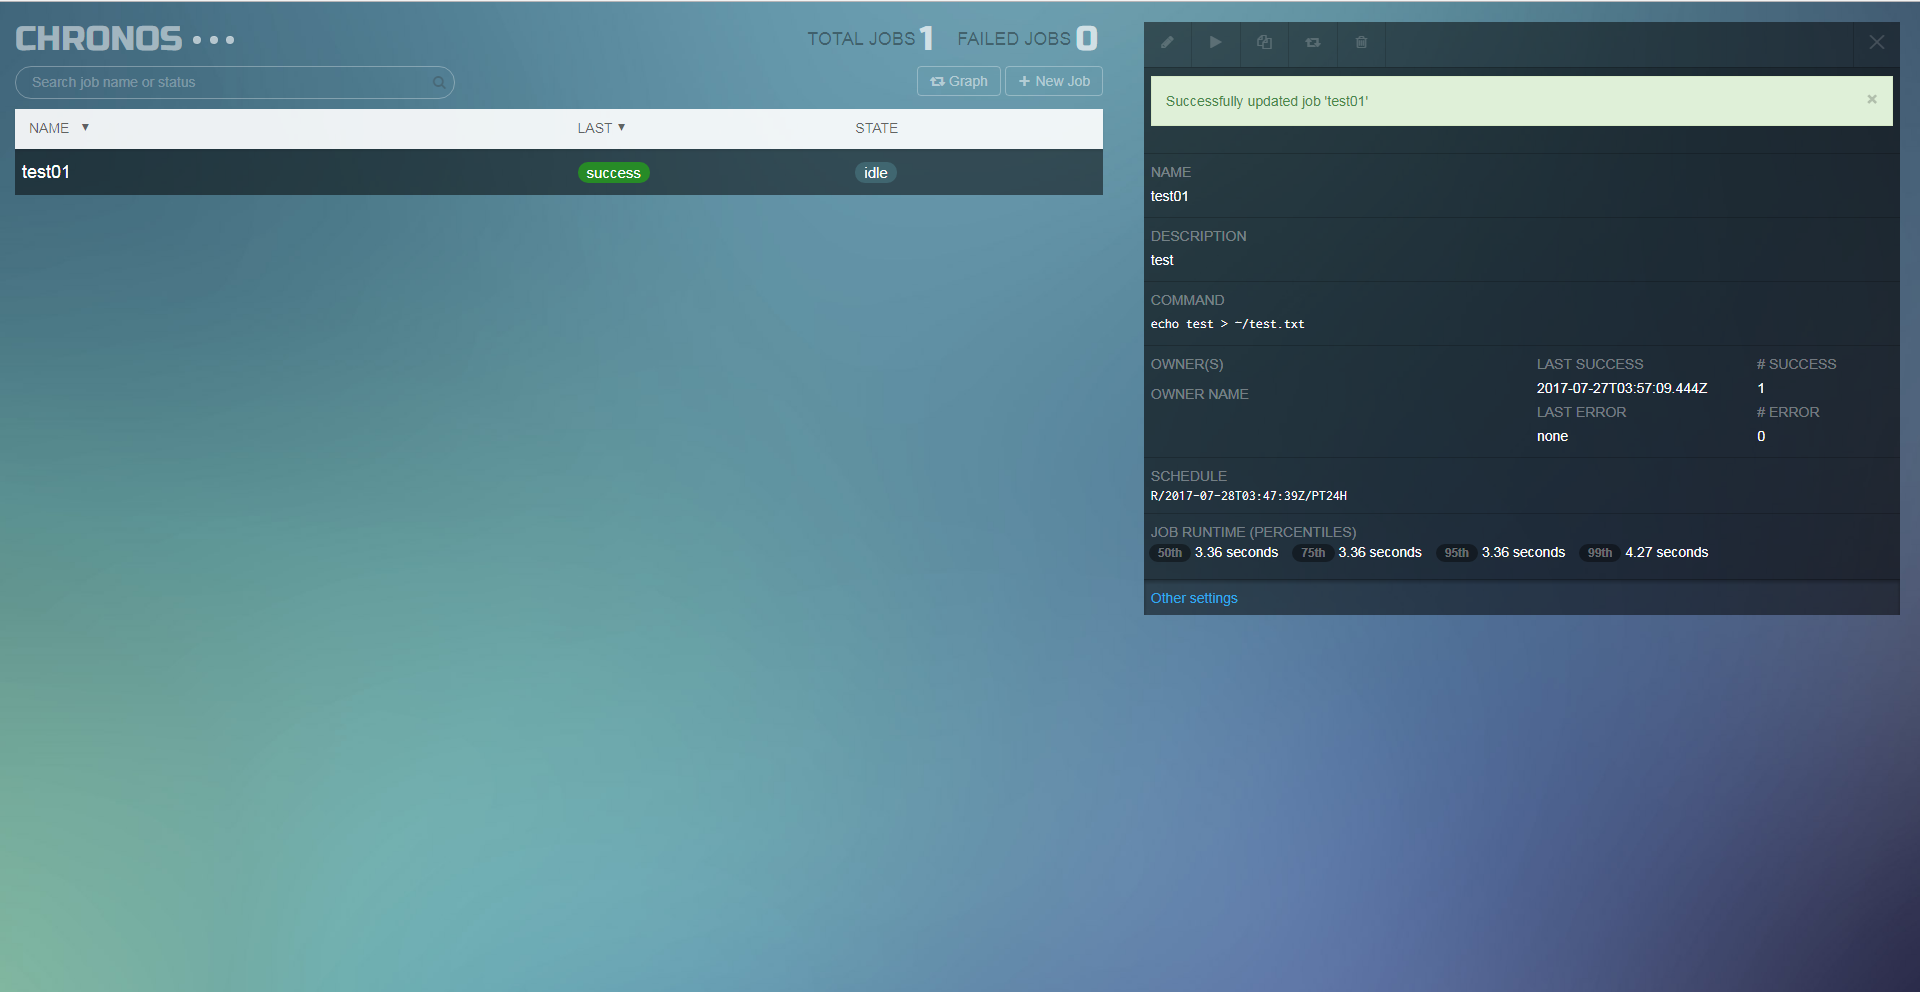 CHRONOS
TOTAL JOBS 1 FAILED JOBS 0
Search job name or status
Graph
New Job
NAME LAST STATE
test01 success idle
Successfully updated job 'test01'
NAME
test01
DESCRIPTION
test
COMMAND
echo test > ~/test.txt
OWNER(S)
OWNER NAME
LAST SUCCESS # SUCCESS
2017-07-27T03:57:09.444Z 1
LAST ERROR # ERROR
none 0
SCHEDULE
R/2017-07-28T03:47:39Z/PT24H
JOB RUNTIME (PERCENTILES)
50th 3.36 seconds 75th 3.36 seconds 95th 3.36 seconds 99th 4.27 seconds
Other settings